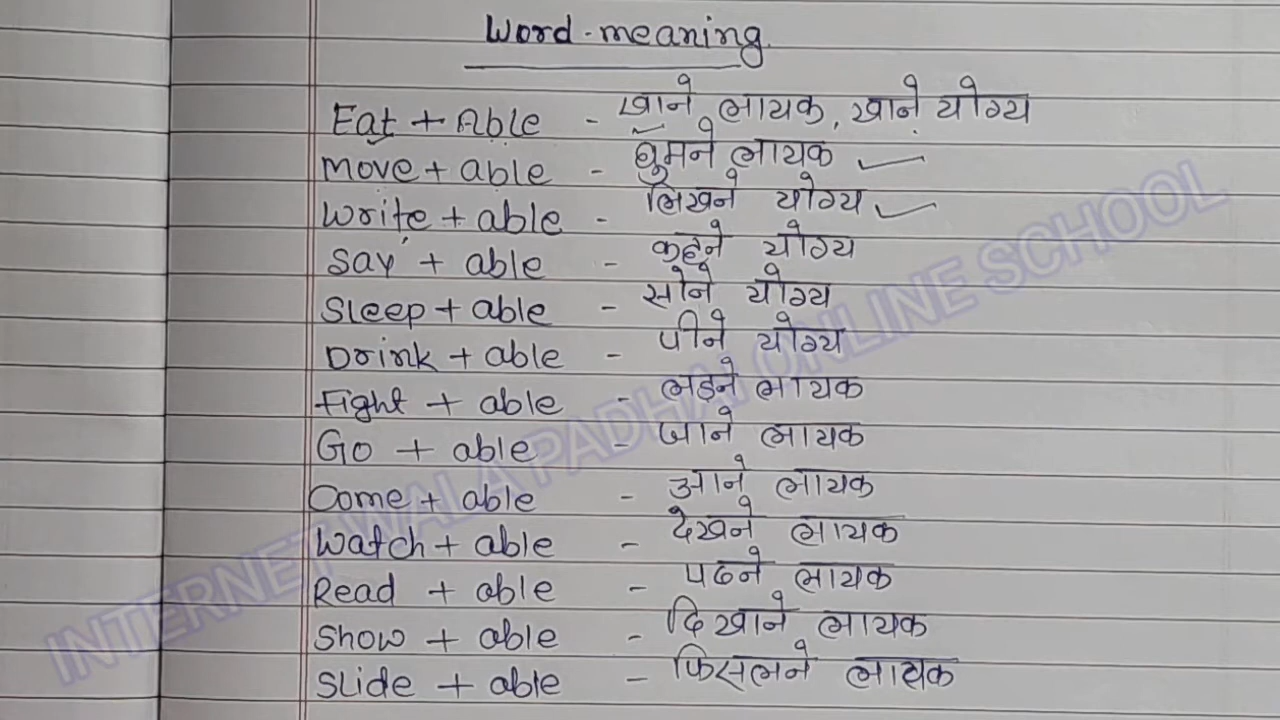 Word-meaning.
Eat + Able - खाने लायक, खाने योग्य
Move + able - घुमने लायक
Write + able - लिखने योग्य
Say + able - कहने योग्य
Sleep + able - सोने योग्य
Drink + able - पीने योग्य
Fight + able - लड़ने लायक
Go + able - जाने लायक
Come + able - आने लायक
Watch + able - देखने लायक
Read + able - पढने लायक
Show + able - दिखाने लायक
Slide + able - फिसलने लायक
INTERNET WALA PADHAI ONLINE SCHOOL